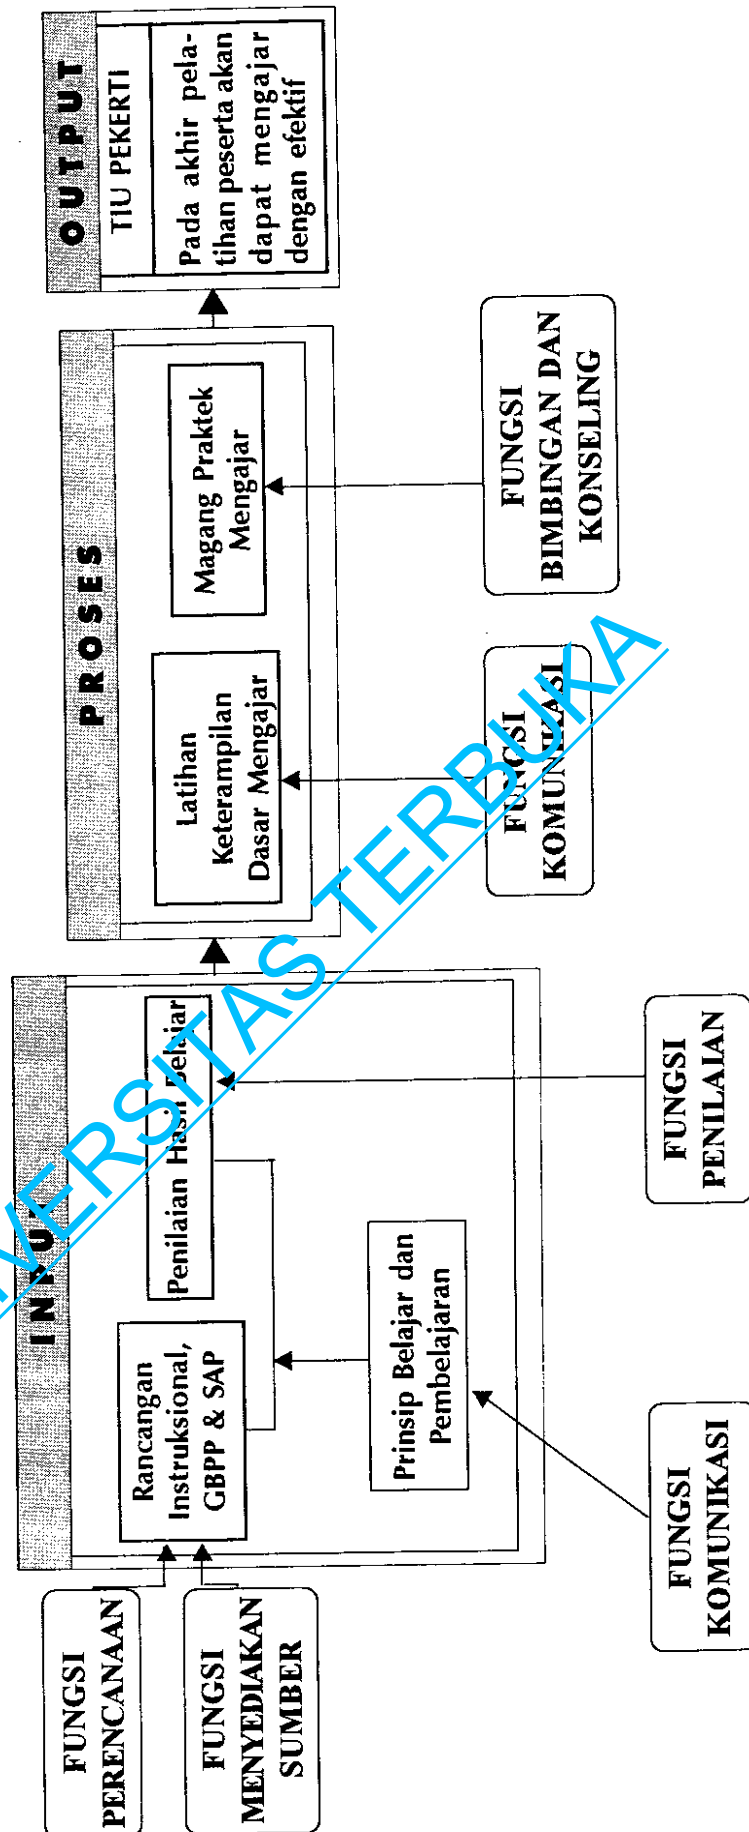 FUNGSI
PERENCANAAN
FUNGSI
MENYEDIAKAN
SUMBER
INPU
Rancangan
Instruksional,
GBPP & SAP
Penilaian Hasil Belajar
Prinsip Belajar dan
Pembelajaran
FUNGSI
KOMUNIKASI
FUNGSI
PENILAIAN
PROSES
Latihan
Keterampilan
Dasar Mengajar
Magang Praktek
Mengajar
FUNGSI
KOMUNIKASI
FUNGSI
BIMBINGAN DAN
KONSELING
OUTPUT
TIU PEKERTI
Pada akhir pela-
tihan peserta akan
dapat mengajar
dengan efektif
IVERSITAS TERBUKA